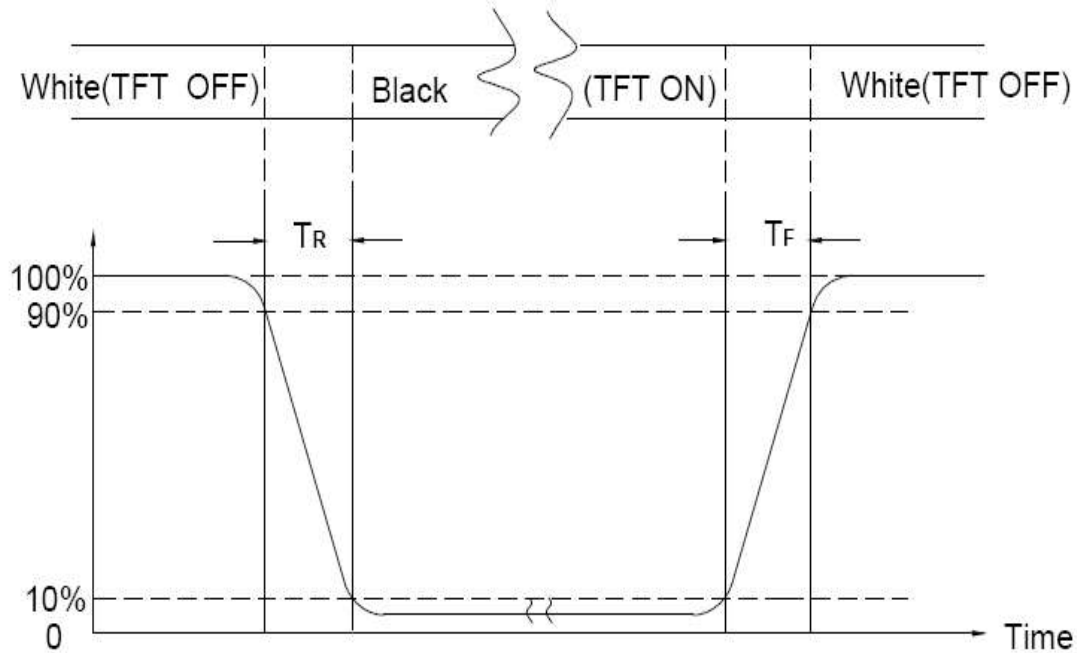 White(TFT OFF) Black (TFT ON) White(TFT OFF)
TR TF
100%
90%
10%
0
Time